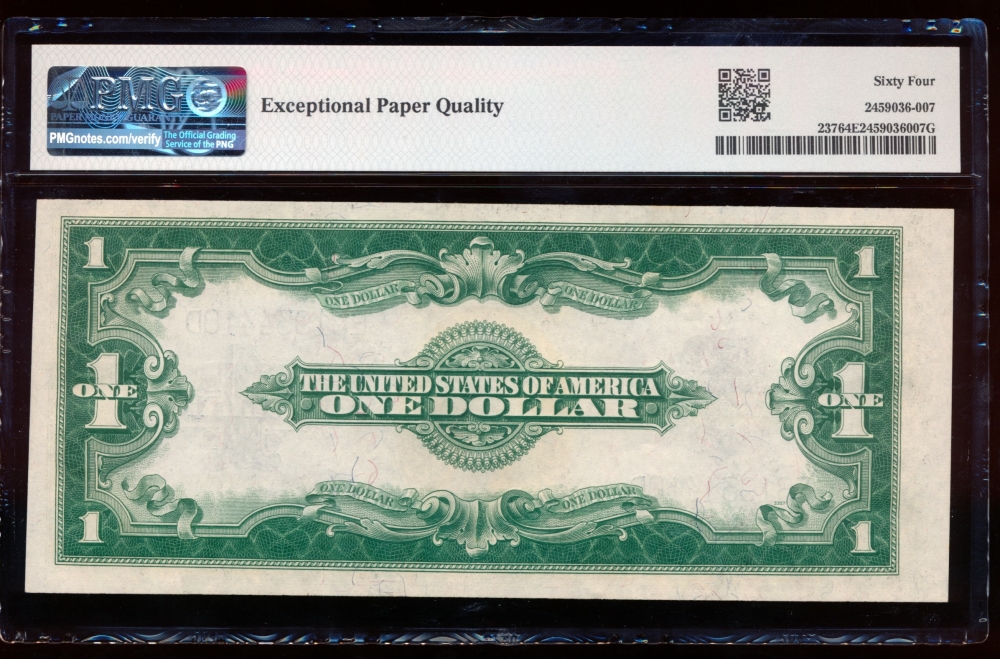 PMG
PAPER MONEY GUARANTY
PMGnotes.com/verify
The Official Grading
Service of the PNG
Exceptional Paper Quality
Sixty Four
2459036-007
23764E2459036007G
1 1
ONE DOLLAR ONE DOLLAR
1 ONE
THE UNITED STATES OF AMERICA
ONE DOLLAR
1 ONE
ONE DOLLAR ONE DOLLAR
1 1